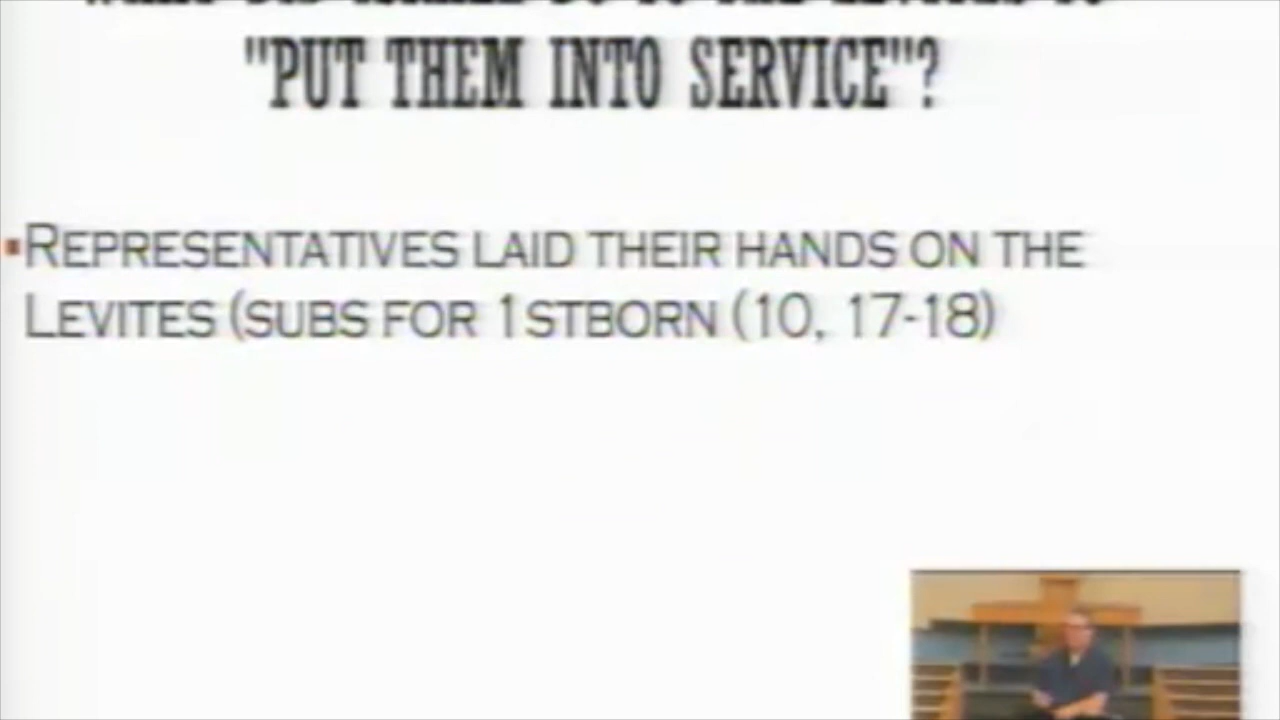 "PUT THEM INTO SERVICE"?
REPRESENTATIVES LAID THEIR HANDS ON THE
LEVITES (SUBS FOR 1STBORN (10, 17-18)